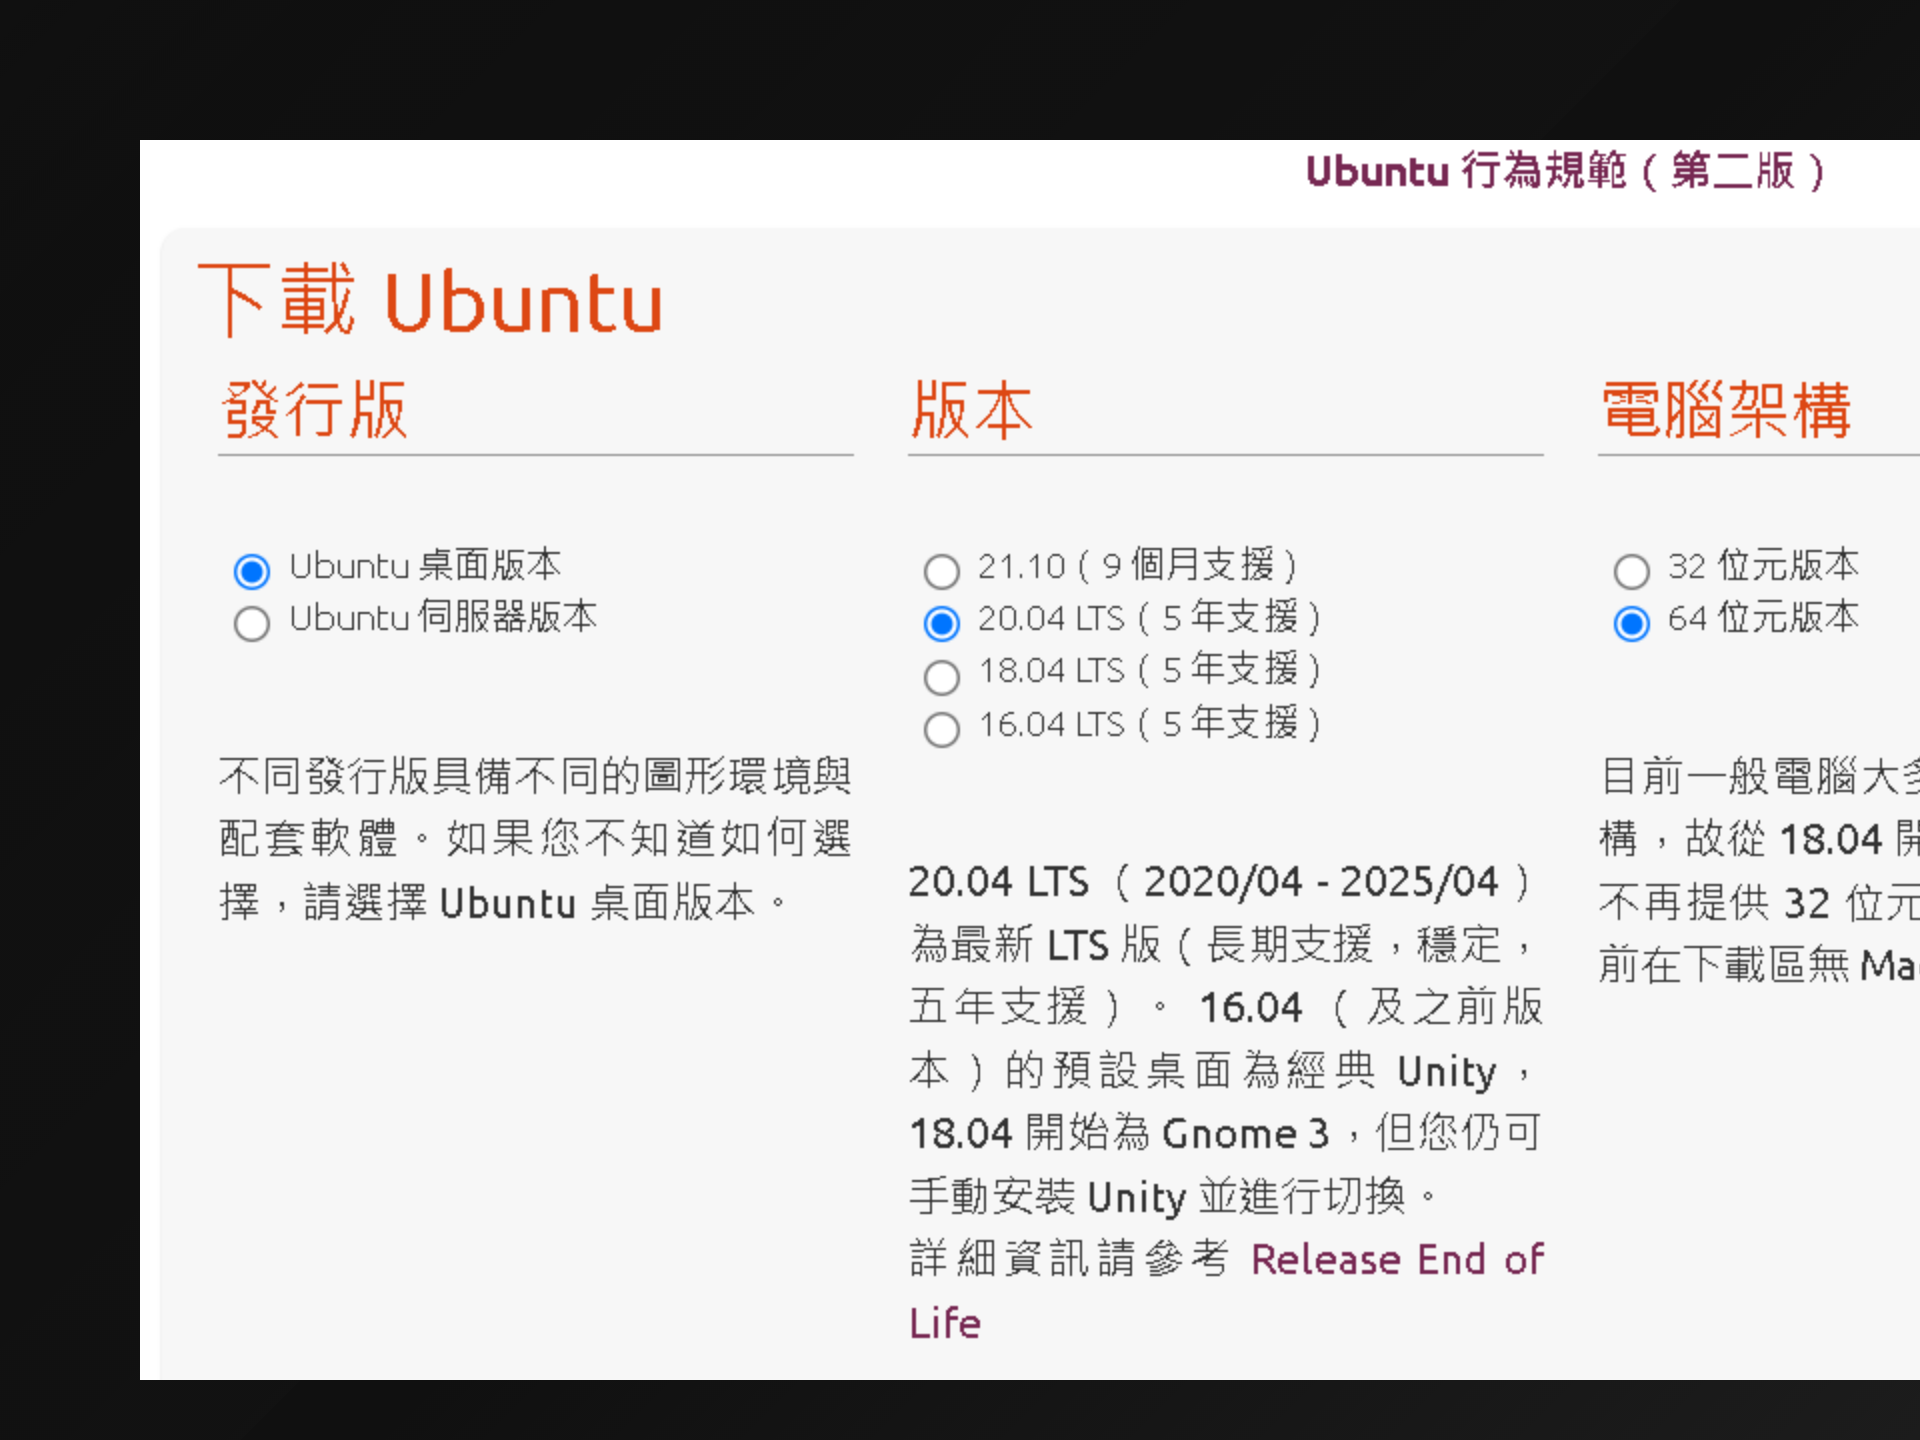 Ubuntu 行為規範（第二版）
下載 Ubuntu
發行版
Ubuntu 桌面版本
Ubuntu 伺服器版本
不同發行版具備不同的圖形環境與
配套軟體。如果您不知道如何選
擇，請選擇 Ubuntu 桌面版本。
版本
21.10（9 個月支援）
20.04 LTS（5 年支援）
18.04 LTS（5 年支援）
16.04 LTS（5 年支援）
20.04 LTS （2020/04 - 2025/04）
為最新 LTS 版（長期支援，穩定，
五年支援）。 16.04 （及之前版
本）的預設桌面為經典 Unity，
18.04 開始為 Gnome 3，但您仍可
手動安裝 Unity 並進行切換。
詳細資訊請參考 Release End of
Life
電腦架構
32 位元版本
64 位元版本
目前一般電腦大多
構，故從 18.04 開
不再提供 32 位元
前在下載區無 Mac